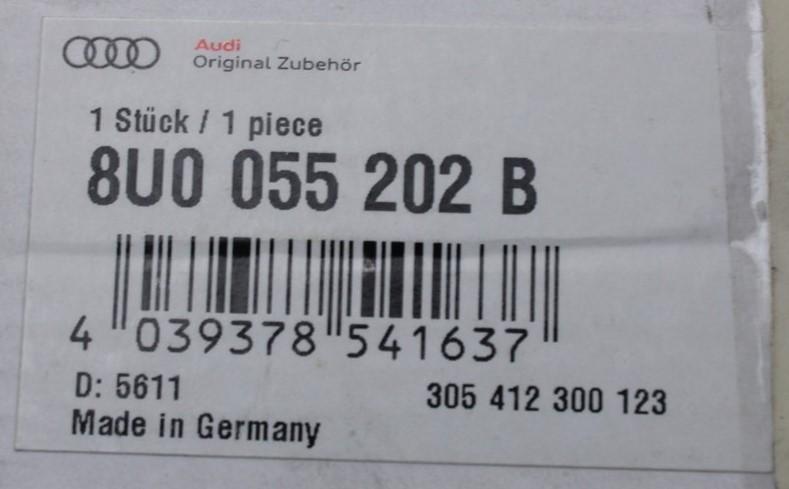 Audi
Original Zubehör
1 Stück / 1 piece
8U0 055 202 B
4 039378 541637
D: 5611
305 412 300 123
Made in Germany